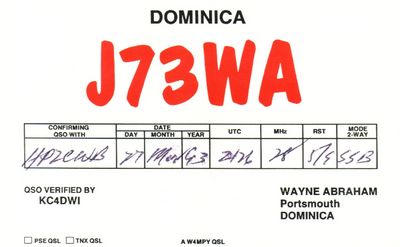 DOMINICA
J73WA
CONFIRMING QSO WITH DATE DAY MONTH YEAR UTC MHz RST MODE 2-WAY
HP2CWB 27 Mar 93 2126 28 5/9 SSB
QSO VERIFIED BY
KC4DWI
WAYNE ABRAHAM
Portsmouth
DOMINICA
PSE QSL TNX QSL A W4MPY QSL